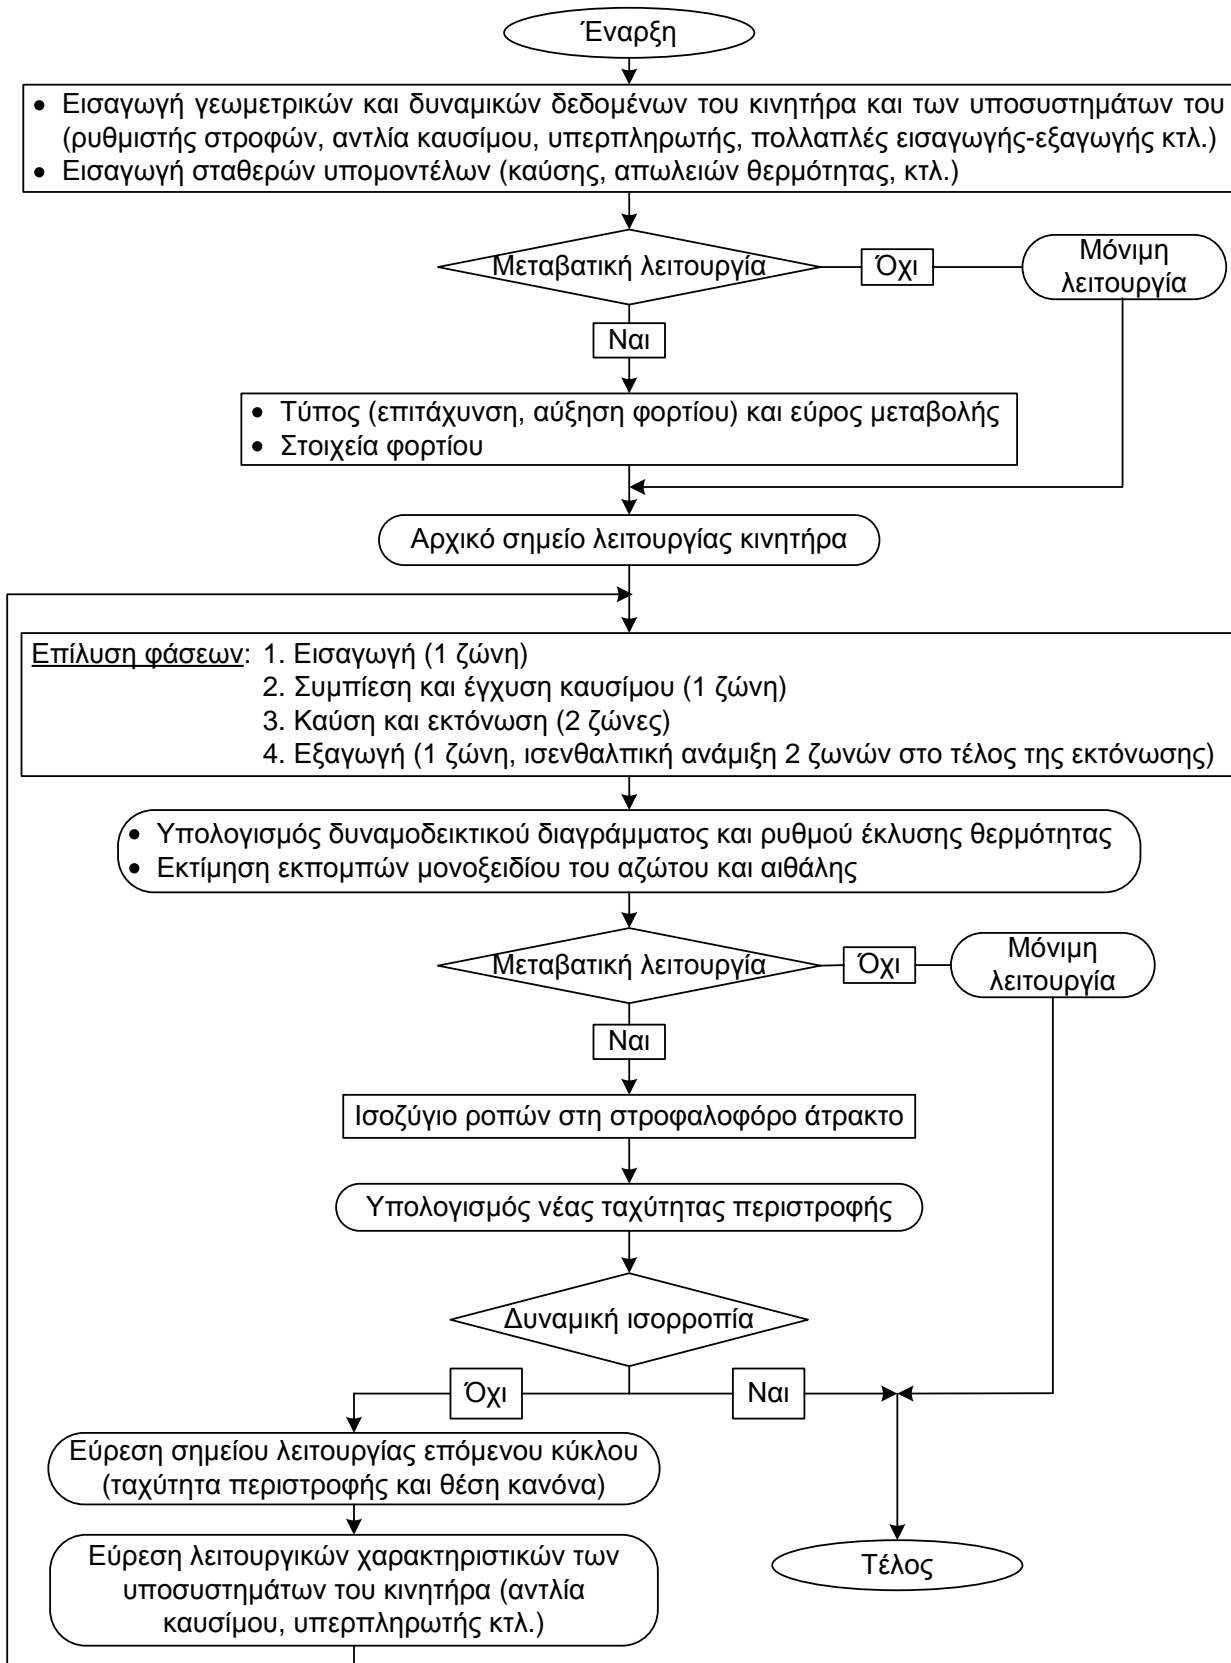 Έναρξη
• Εισαγωγή γεωμετρικών και δυναμικών δεδομένων του κινητήρα και των υποσυστημάτων του
(ρυθμιστής στροφών, αντλία καυσίμου, υπερπληρωτής, πολλαπλές εισαγωγής-εξαγωγής κτλ.)
• Εισαγωγή σταθερών υπομοντέλων (καύσης, απωλειών θερμότητας, κτλ.)
Μεταβατική λειτουργία
Όχι
Μόνιμη
λειτουργία
Ναι
• Τύπος (επιτάχυνση, αύξηση φορτίου) και εύρος μεταβολής
• Στοιχεία φορτίου
Αρχικό σημείο λειτουργίας κινητήρα
Επίλυση φάσεων: 1. Εισαγωγή (1 ζώνη)
2. Συμπίεση και έγχυση καυσίμου (1 ζώνη)
3. Καύση και εκτόνωση (2 ζώνες)
4. Εξαγωγή (1 ζώνη, ισενθαλπική ανάμιξη 2 ζωνών στο τέλος της εκτόνωσης)
• Υπολογισμός δυναμοδεικτικού διαγράμματος και ρυθμού έκλυσης θερμότητας
• Εκτίμηση εκπομπών μονοξειδίου του αζώτου και αιθάλης
Μεταβατική λειτουργία
Όχι
Μόνιμη
λειτουργία
Ναι
Ισοζύγιο ροπών στη στροφαλοφόρο άτρακτο
Υπολογισμός νέας ταχύτητας περιστροφής
Δυναμική ισορροπία
Όχι
Ναι
Εύρεση σημείου λειτουργίας επόμενου κύκλου
(ταχύτητα περιστροφής και θέση κανόνα)
Εύρεση λειτουργικών χαρακτηριστικών των
υποσυστημάτων του κινητήρα (αντλία
καυσίμου, υπερπληρωτής κτλ.)
Τέλος